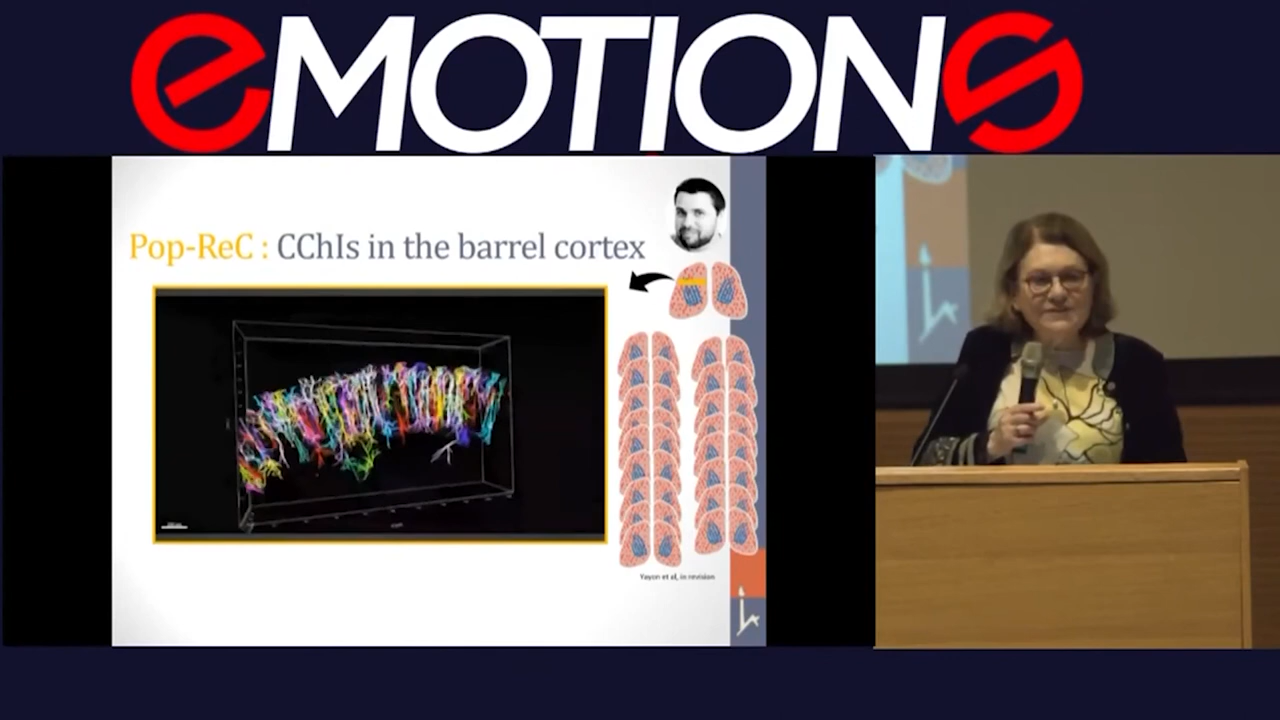 eMOTIONS
Pop-ReC : CChIs in the barrel cortex
Yayon et al, in revision